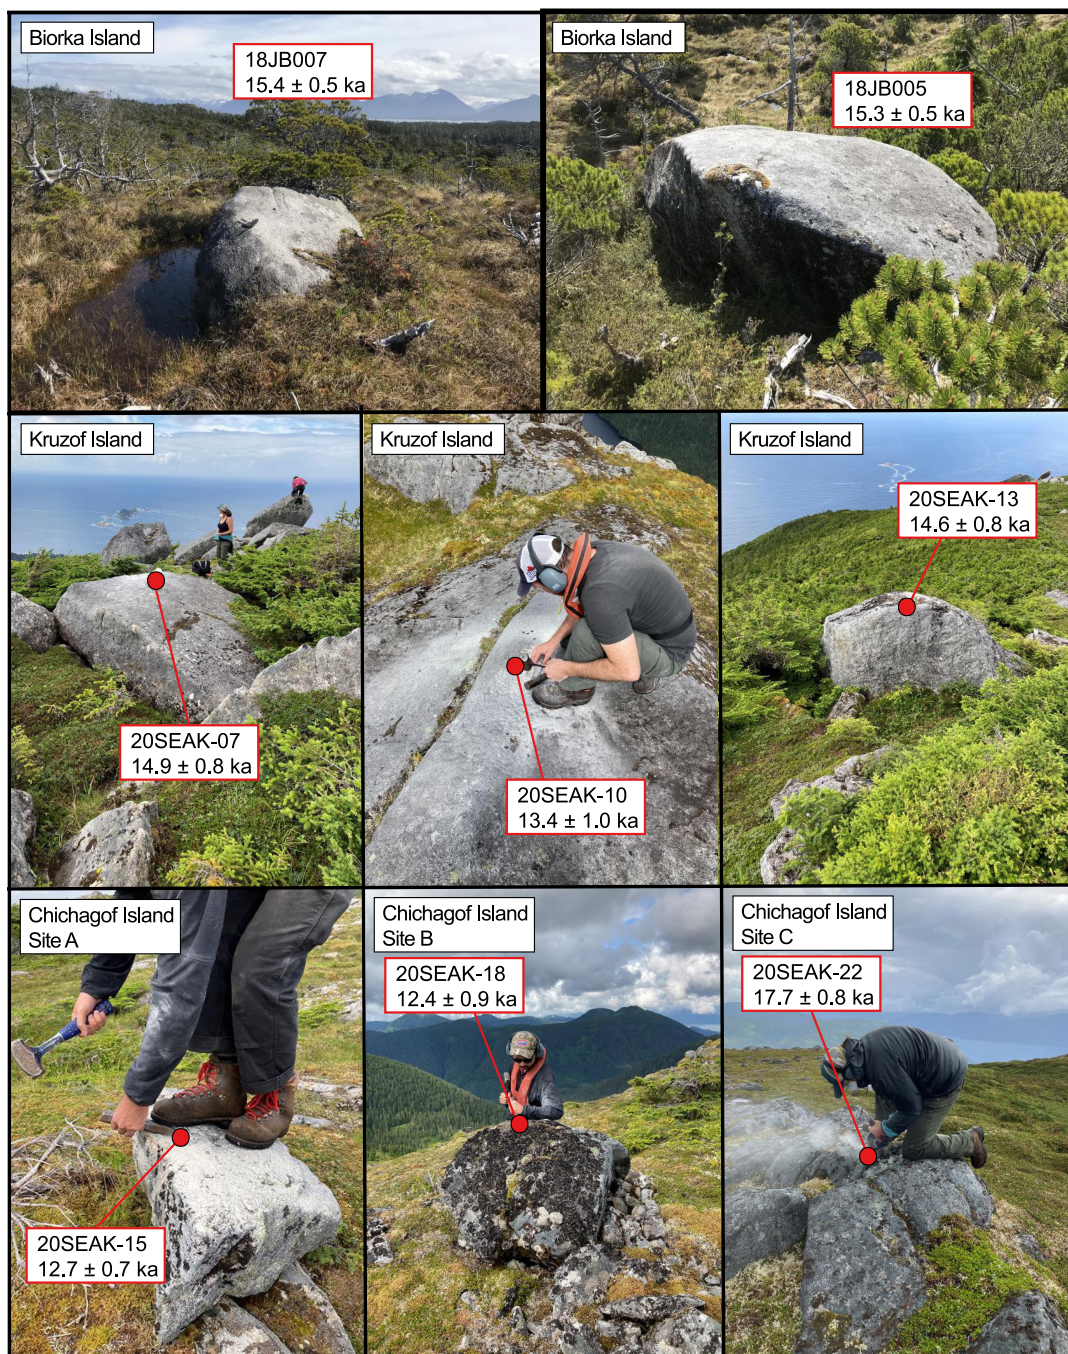 Biorka Island
18JB007
15.4 ± 0.5 ka
Biorka Island
18JB005
15.3 ± 0.5 ka
Kruzof Island
20SEAK-07
14.9 ± 0.8 ka
Kruzof Island
20SEAK-10
13.4 ± 1.0 ka
Kruzof Island
20SEAK-13
14.6 ± 0.8 ka
Chichagof Island
Site A
20SEAK-15
12.7 ± 0.7 ka
Chichagof Island
Site B
20SEAK-18
12.4 ± 0.9 ka
Chichagof Island
Site C
20SEAK-22
17.7 ± 0.8 ka